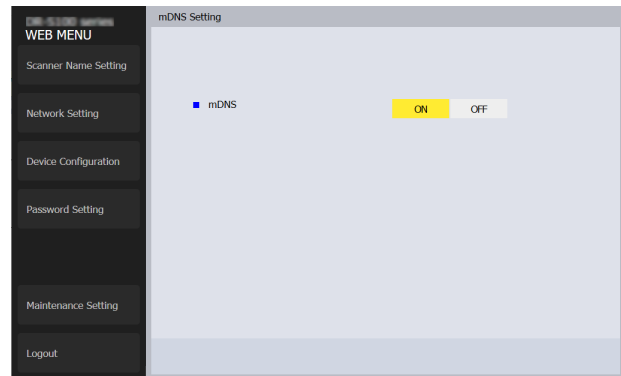 WEB MENU
Scanner Name Setting
Network Setting
Device Configuration
Password Setting
Maintenance Setting
Logout
mDNS Setting
mDNS
ON OFF